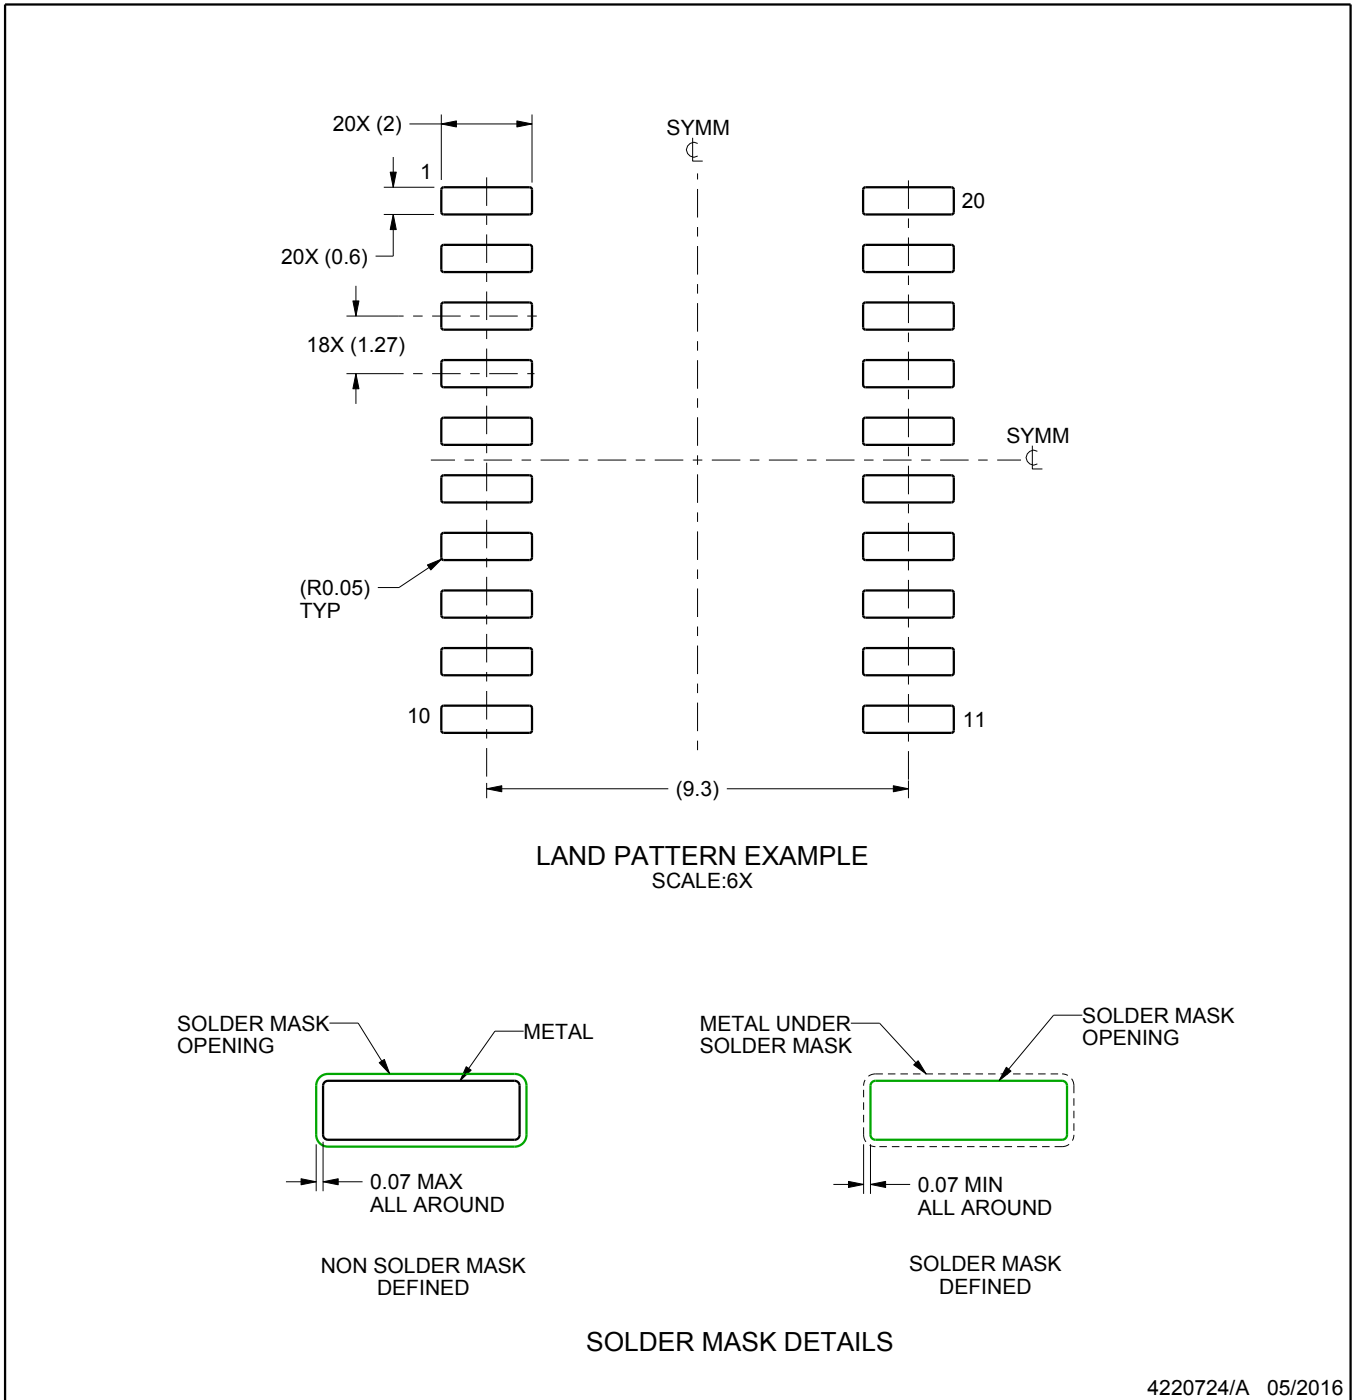 20X (2)
SYMM
1
20
20X (0.6)
18X (1.27)
SYMM
(R0.05)
TYP
10
11
(9.3)
LAND PATTERN EXAMPLE
SCALE:6X
SOLDER MASK
OPENING
METAL
METAL UNDER
SOLDER MASK
SOLDER MASK
OPENING
0.07 MAX
ALL AROUND
0.07 MIN
ALL AROUND
NON SOLDER MASK
DEFINED
SOLDER MASK
DEFINED
SOLDER MASK DETAILS
4220724/A 05/2016